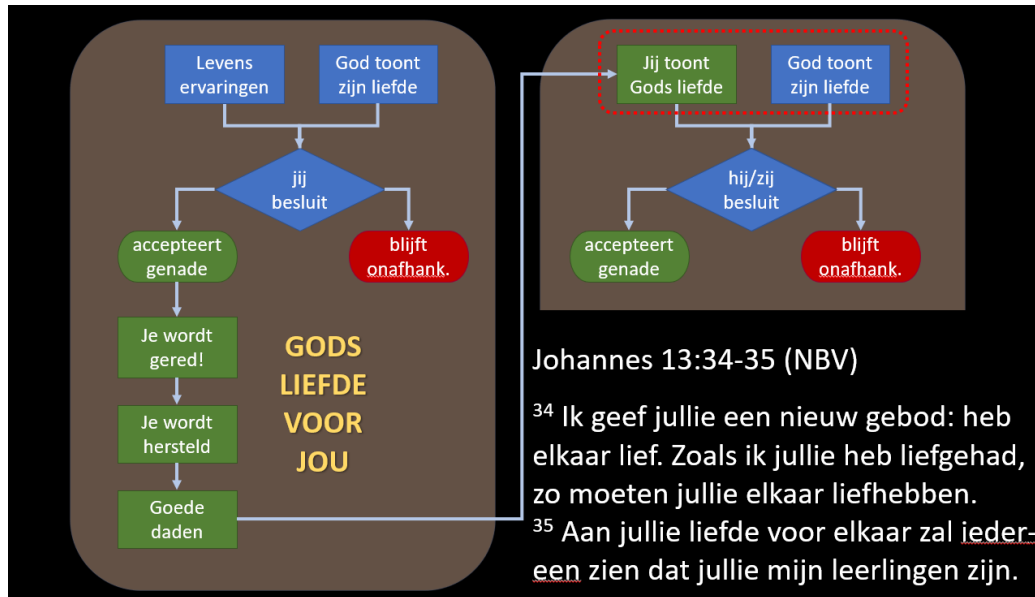 Levens
ervaringen
God toont
zijn liefde
jij
besluit
accepteert
genade
blijft
onafhank.
Je wordt
gered!
Je wordt
hersteld
Goede
daden
GODS
LIEFDE
VOOR
JOU
Jij toont
Gods liefde
God toont
zijn liefde
hij/zij
besluit
accepteert
genade
blijft
onafhank.
Johannes 13:34-35 (NBV)
34 Ik geef jullie een nieuw gebod: heb
elkaar lief. Zoals ik jullie heb liefgehad,
zo moeten jullie elkaar liefhebben.
35 Aan jullie liefde voor elkaar zal ieder-
een zien dat jullie mijn leerlingen zijn.